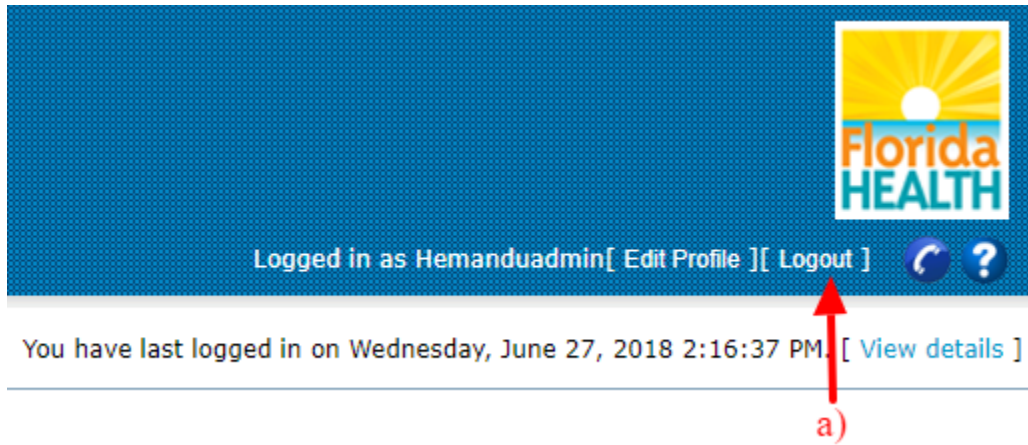 Florida
HEALTH
Logged in as Hemanduadmin[ Edit Profile ][ Logout ]
?
You have last logged in on Wednesday, June 27, 2018 2:16:37 PM. [ View details ]
a)